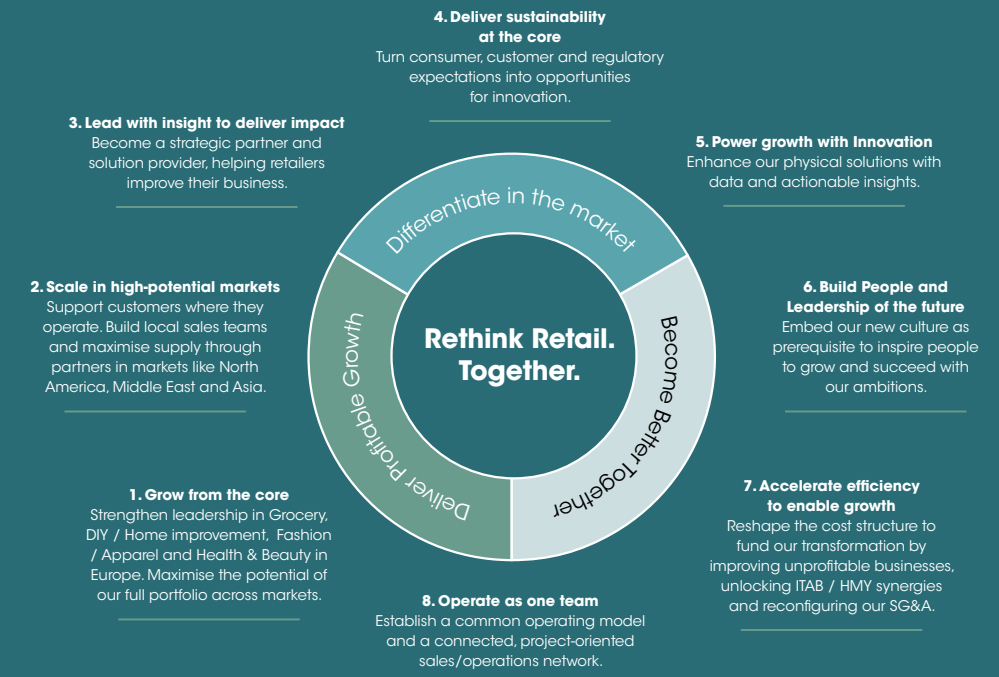 4. Deliver sustainability
at the core
Turn consumer, customer and regulatory
expectations into opportunities
for innovation.
3. Lead with insight to deliver impact
Become a strategic partner and
solution provider, helping retailers
improve their business.
5. Power growth with Innovation
Enhance our physical solutions with
data and actionable insights.
Differentiate in the market
2. Scale in high-potential markets
Support customers where they
operate. Build local sales teams
and maximise supply through
partners in markets like North
America, Middle East and Asia.
Deliver Profitable Growth
Rethink Retail.
Together.
Become Better Together
6. Build People and
Leadership of the future
Embed our new culture as
prerequisite to inspire people
to grow and succeed with
our ambitions.
1. Grow from the core
Strengthen leadership in Grocery,
DIY / Home improvement, Fashion
/ Apparel and Health & Beauty in
Europe. Maximise the potential of
our full portfolio across markets.
7. Accelerate efficiency
to enable growth
Reshape the cost structure to
fund our transformation by
improving unprofitable businesses,
unlocking ITAB / HMY synergies
and reconfiguring our SG&A.
8. Operate as one team
Establish a common operating model
and a connected, project-oriented
sales/operations network.